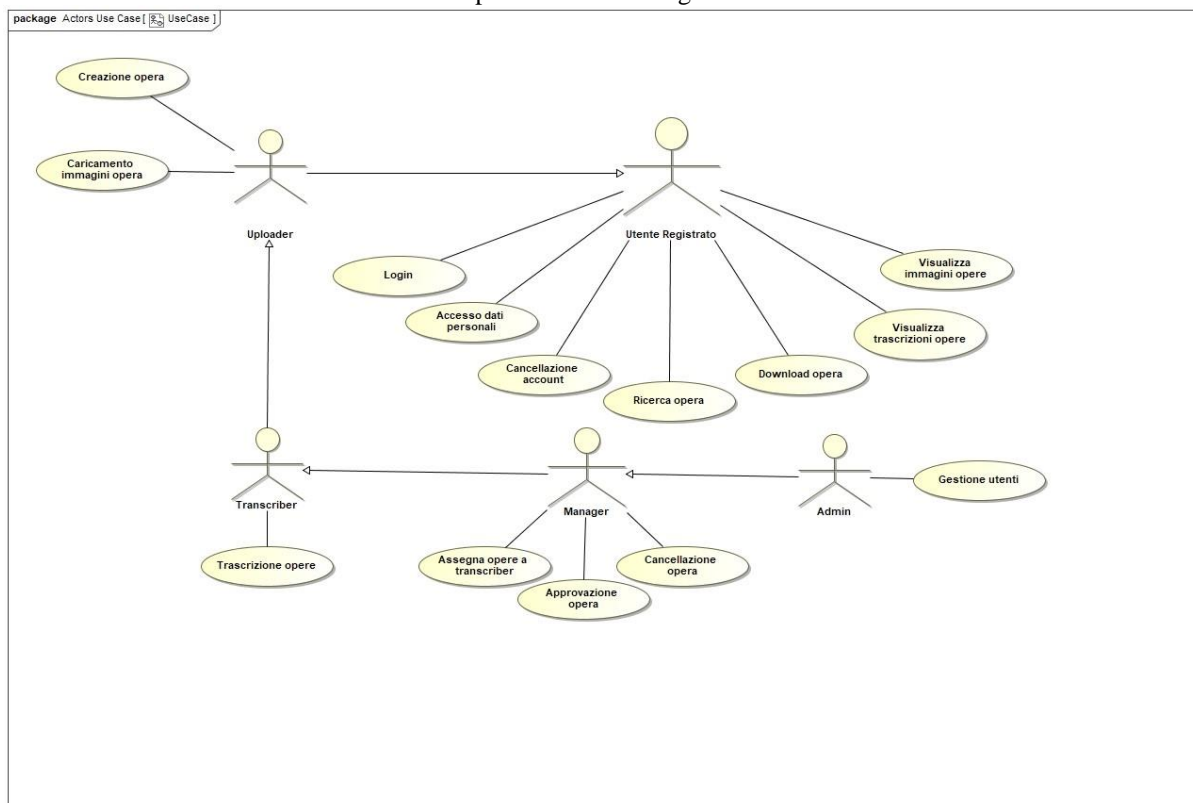 package Actors Use Case [ UseCase ]
Creazione opera
Caricamento
immagini opera
Uploader
Utente Registrato
Login
Accesso dati
personali
Cancellazione
account
Ricerca opera
Download opera
Visualizza
trascrizioni opere
Visualizza
immagini opere
Transcriber
Trascrizione opere
Manager
Assegna opere a
transcriber
Approvazione
opera
Cancellazione
opera
Admin
Gestione utenti